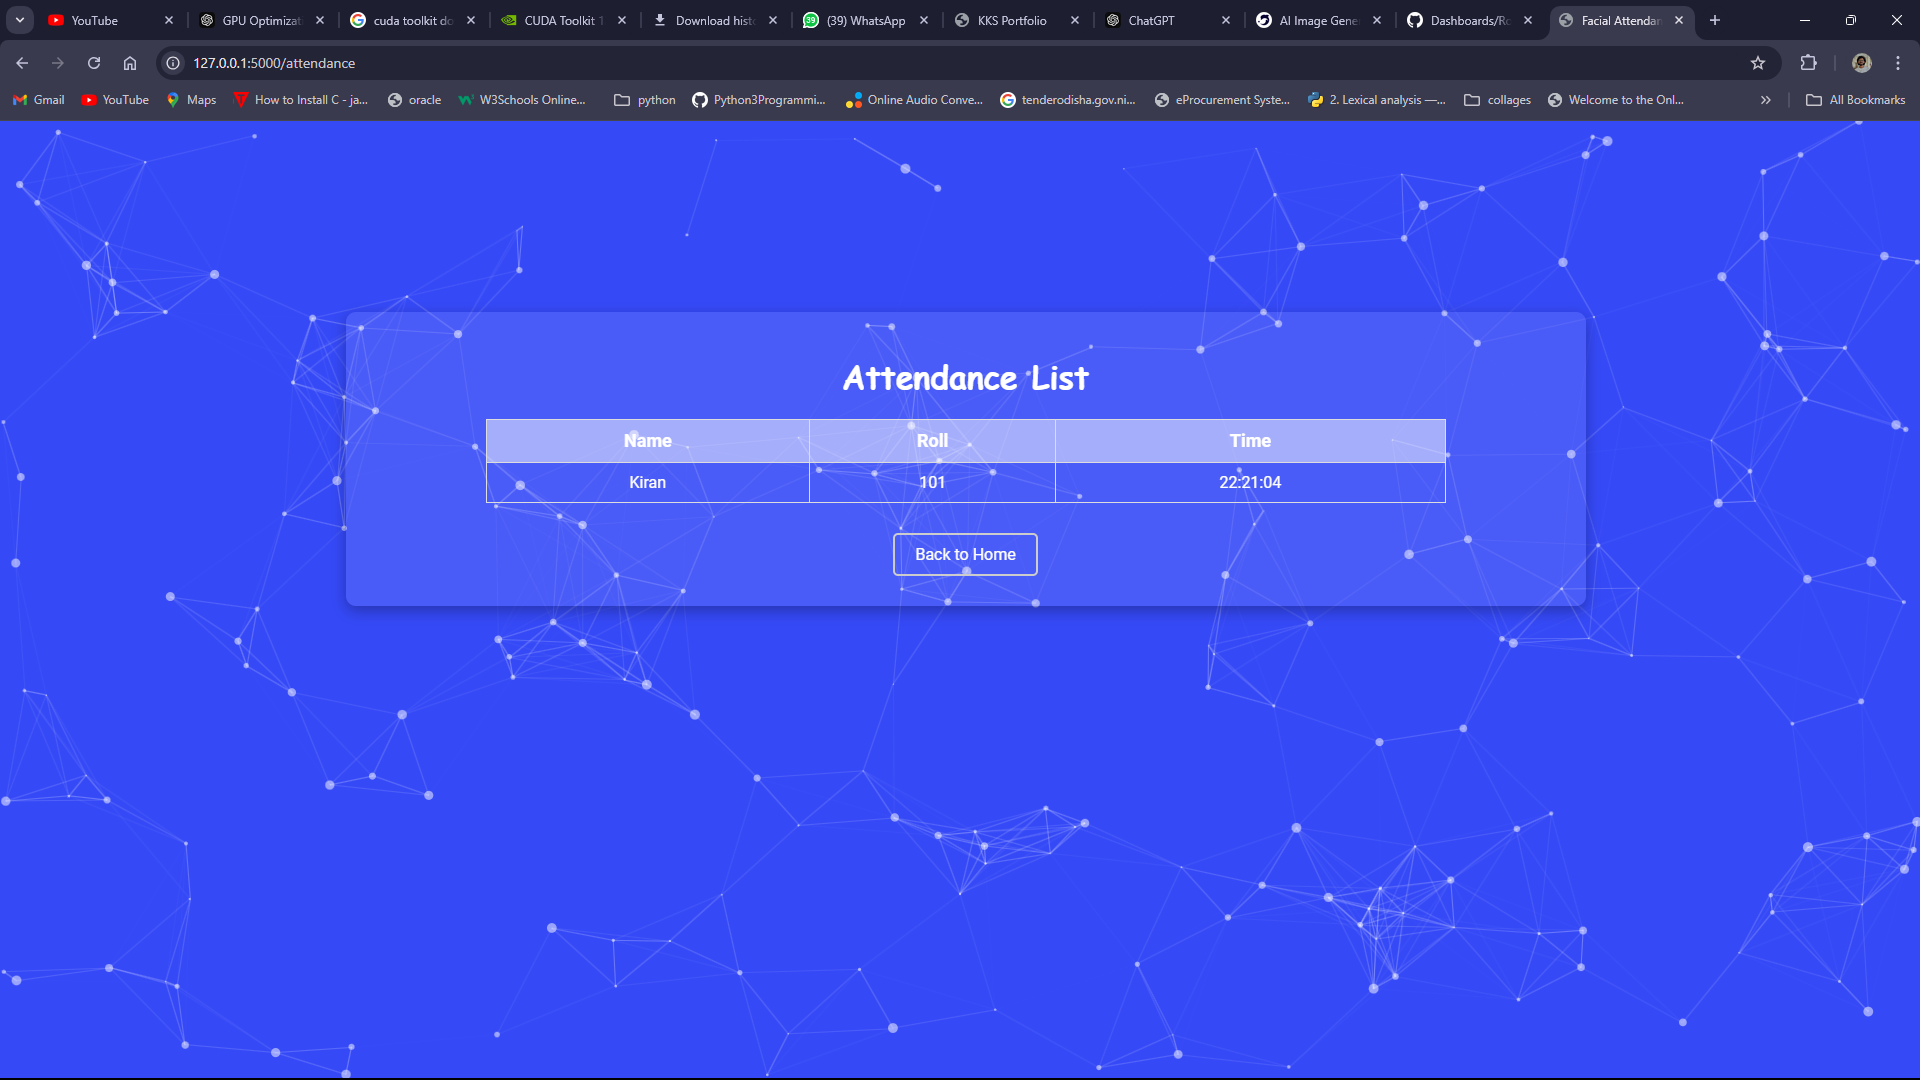 YouTube
GPU Optimizat
cuda toolkit do
CUDA Toolkit 1
Download histo
(39) WhatsApp
KKS Portfolio
ChatGPT
AI Image Gene
Dashboards/Ro
Facial Attendan
127.0.0.1:5000/attendance
Gmail
YouTube
Maps
How to Install C - ja...
oracle
W3Schools Online...
python
Python3Programmi...
Online Audio Conve...
tenderodisha.gov.ni...
eProcurement Syste...
2. Lexical analysis —...
collages
Welcome to the Onl...
All Bookmarks
Attendance List
Name Roll Time
Kiran 101 22:21:04
Back to Home